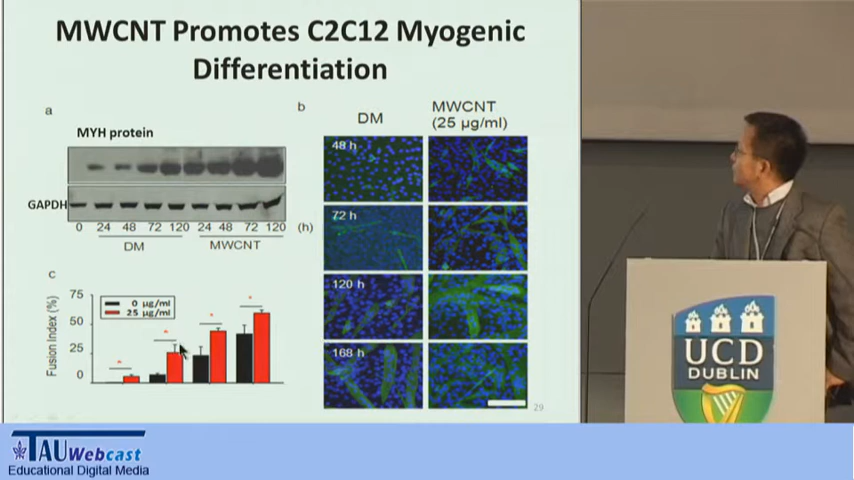 MWCNT Promotes C2C12 Myogenic
Differentiation
a
MYH protein
GAPDH
0 24 48 72 120 24 48 72 120 (h)
DM MWCNT
b
DM
MWCNT
(25 µg/ml)
48 h
72 h
120 h
168 h
29
c
Fusion Index (%)
75
50
25
0
0 µg/ml
25 µg/ml
* * * *
UCD
DUBLIN
TAUWebcast
Educational Digital Media